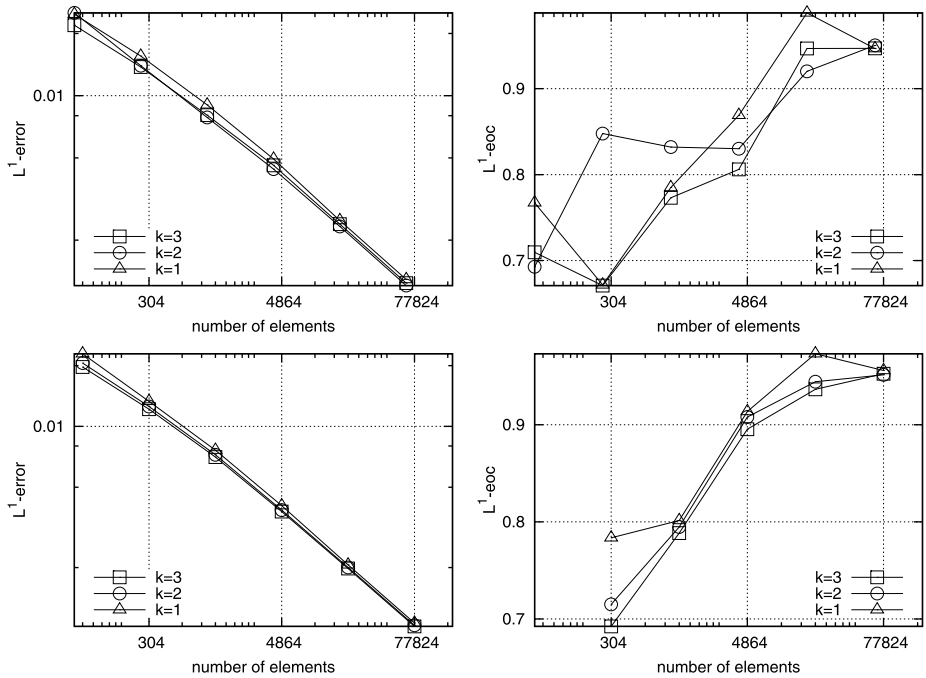 L¹-error
0.01
k=3
k=2
k=1
304
4864
77824
number of elements
L¹-eoc
0.9
0.8
0.7
k=3
k=2
k=1
304
4864
77824
number of elements
L¹-error
0.01
k=3
k=2
k=1
304
4864
77824
number of elements
L¹-eoc
0.9
0.8
0.7
k=3
k=2
k=1
304
4864
77824
number of elements